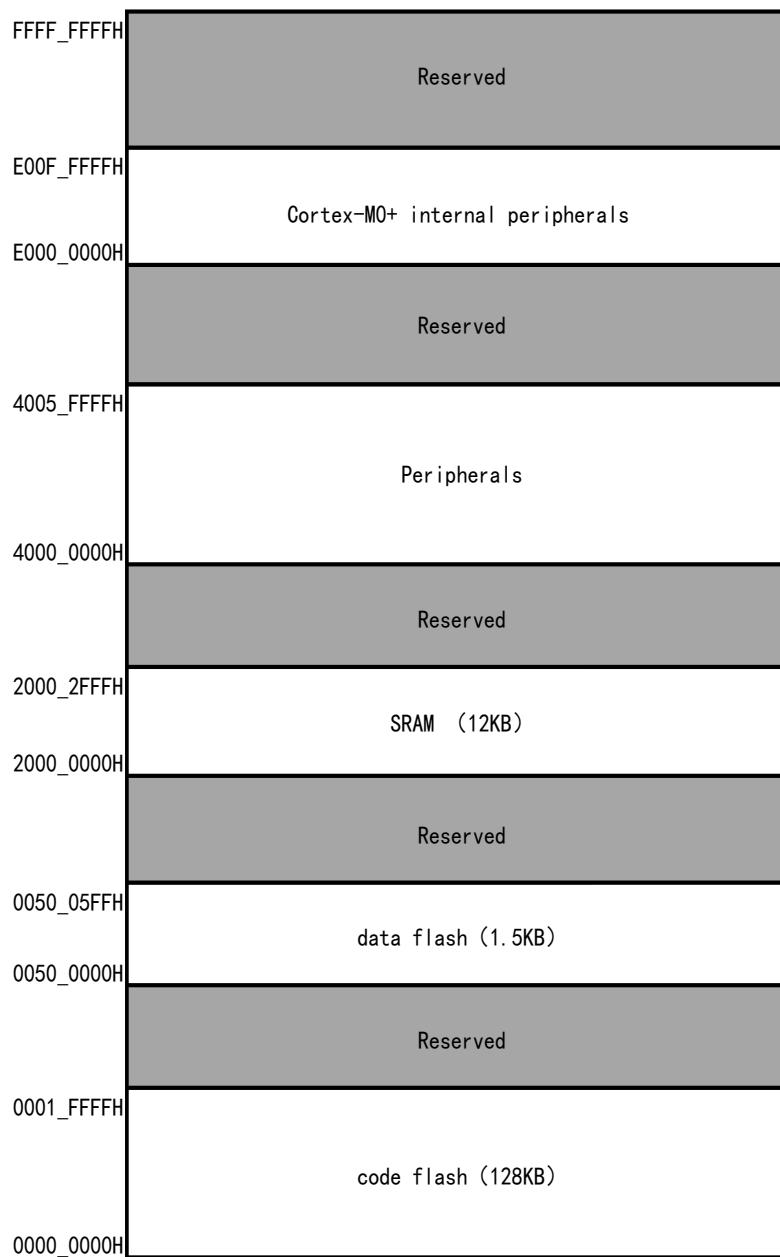 FFFF_FFFFH
Reserved
E00F_FFFFH
Cortex-M0+ internal peripherals
E000_0000H
Reserved
4005_FFFFH
Peripherals
4000_0000H
Reserved
2000_2FFFH
SRAM （12KB）
2000_0000H
Reserved
0050_05FFH
data flash（1.5KB）
0050_0000H
Reserved
0001_FFFFH
code flash（128KB）
0000_0000H